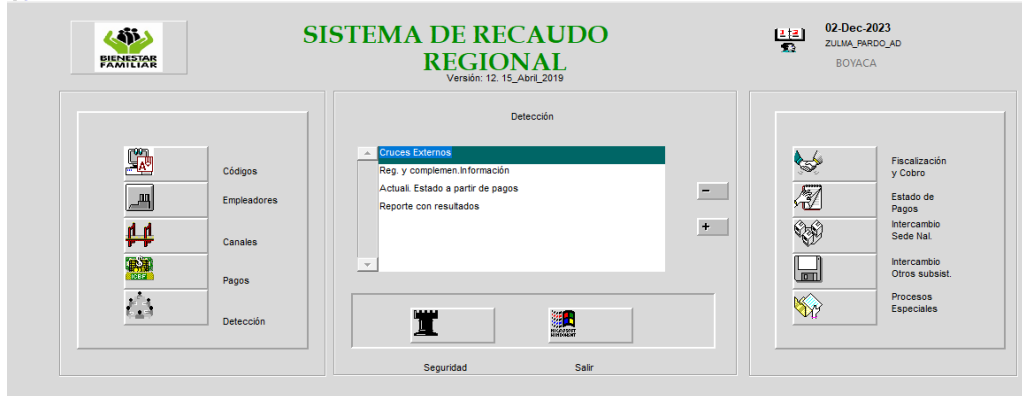 BIENESTAR
FAMILIAR
SISTEMA DE RECAUDO
REGIONAL
Versión: 12. 15_Abril_2019
02-Dec-2023
ZULMA_PARDO_AD
BOYACA
Códigos
Empleadores
Canales
Pagos
Detección
Detección
Cruces Externos
Reg. y complemen.Información
Actuali. Estado a partir de pagos
Reporte con resultados
-
+
Seguridad
Salir
Fiscalización
y Cobro
Estado de
Pagos
Intercambio
Sede Nal.
Intercambio
Otros subsist.
Procesos
Especiales